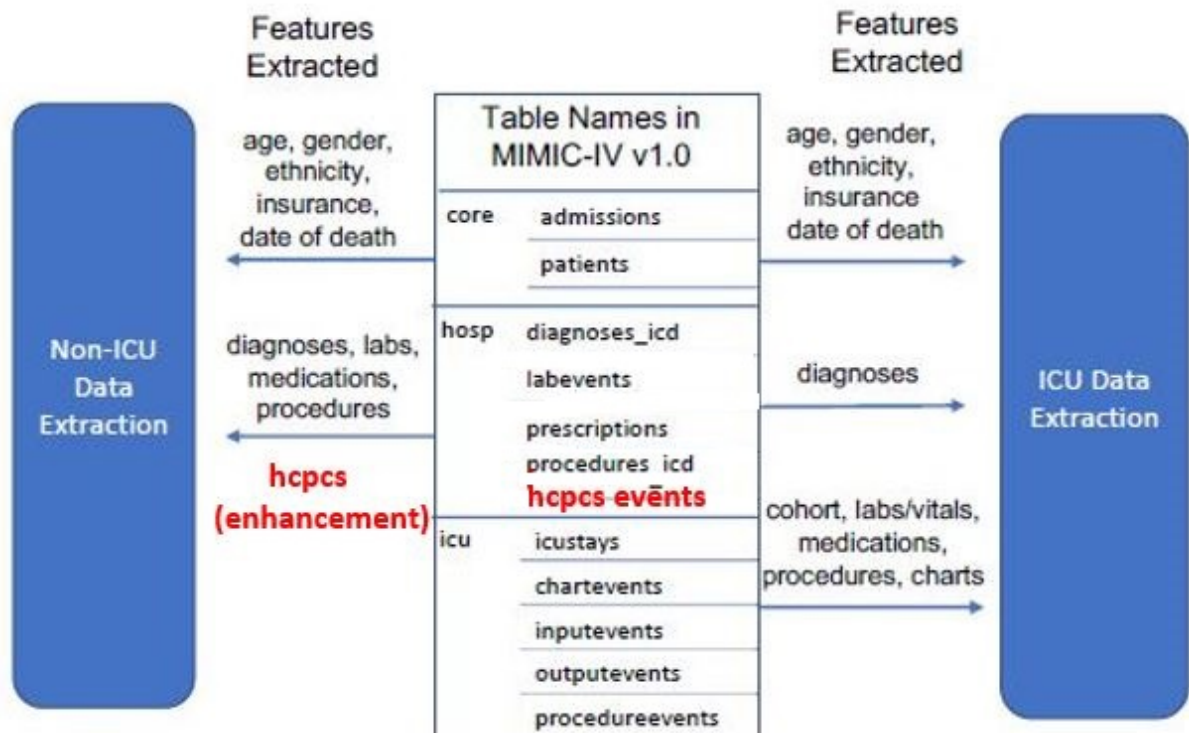 Features
Extracted
Features
Extracted
Non-ICU
Data
Extraction
age, gender,
ethnicity,
insurance,
date of death
diagnoses, labs,
medications,
procedures
hcpcs
(enhancement)
Table Names in
MIMIC-IV v1.0
core
admissions
patients
hosp
diagnoses_icd
labevents
prescriptions
procedures_icd
hcpcs events
icu
icustays
chartevents
inputevents
outputevents
procedureevents
age, gender,
ethnicity,
insurance
date of death
diagnoses
cohort, labs/vitals,
medications,
procedures, charts
ICU Data
Extraction